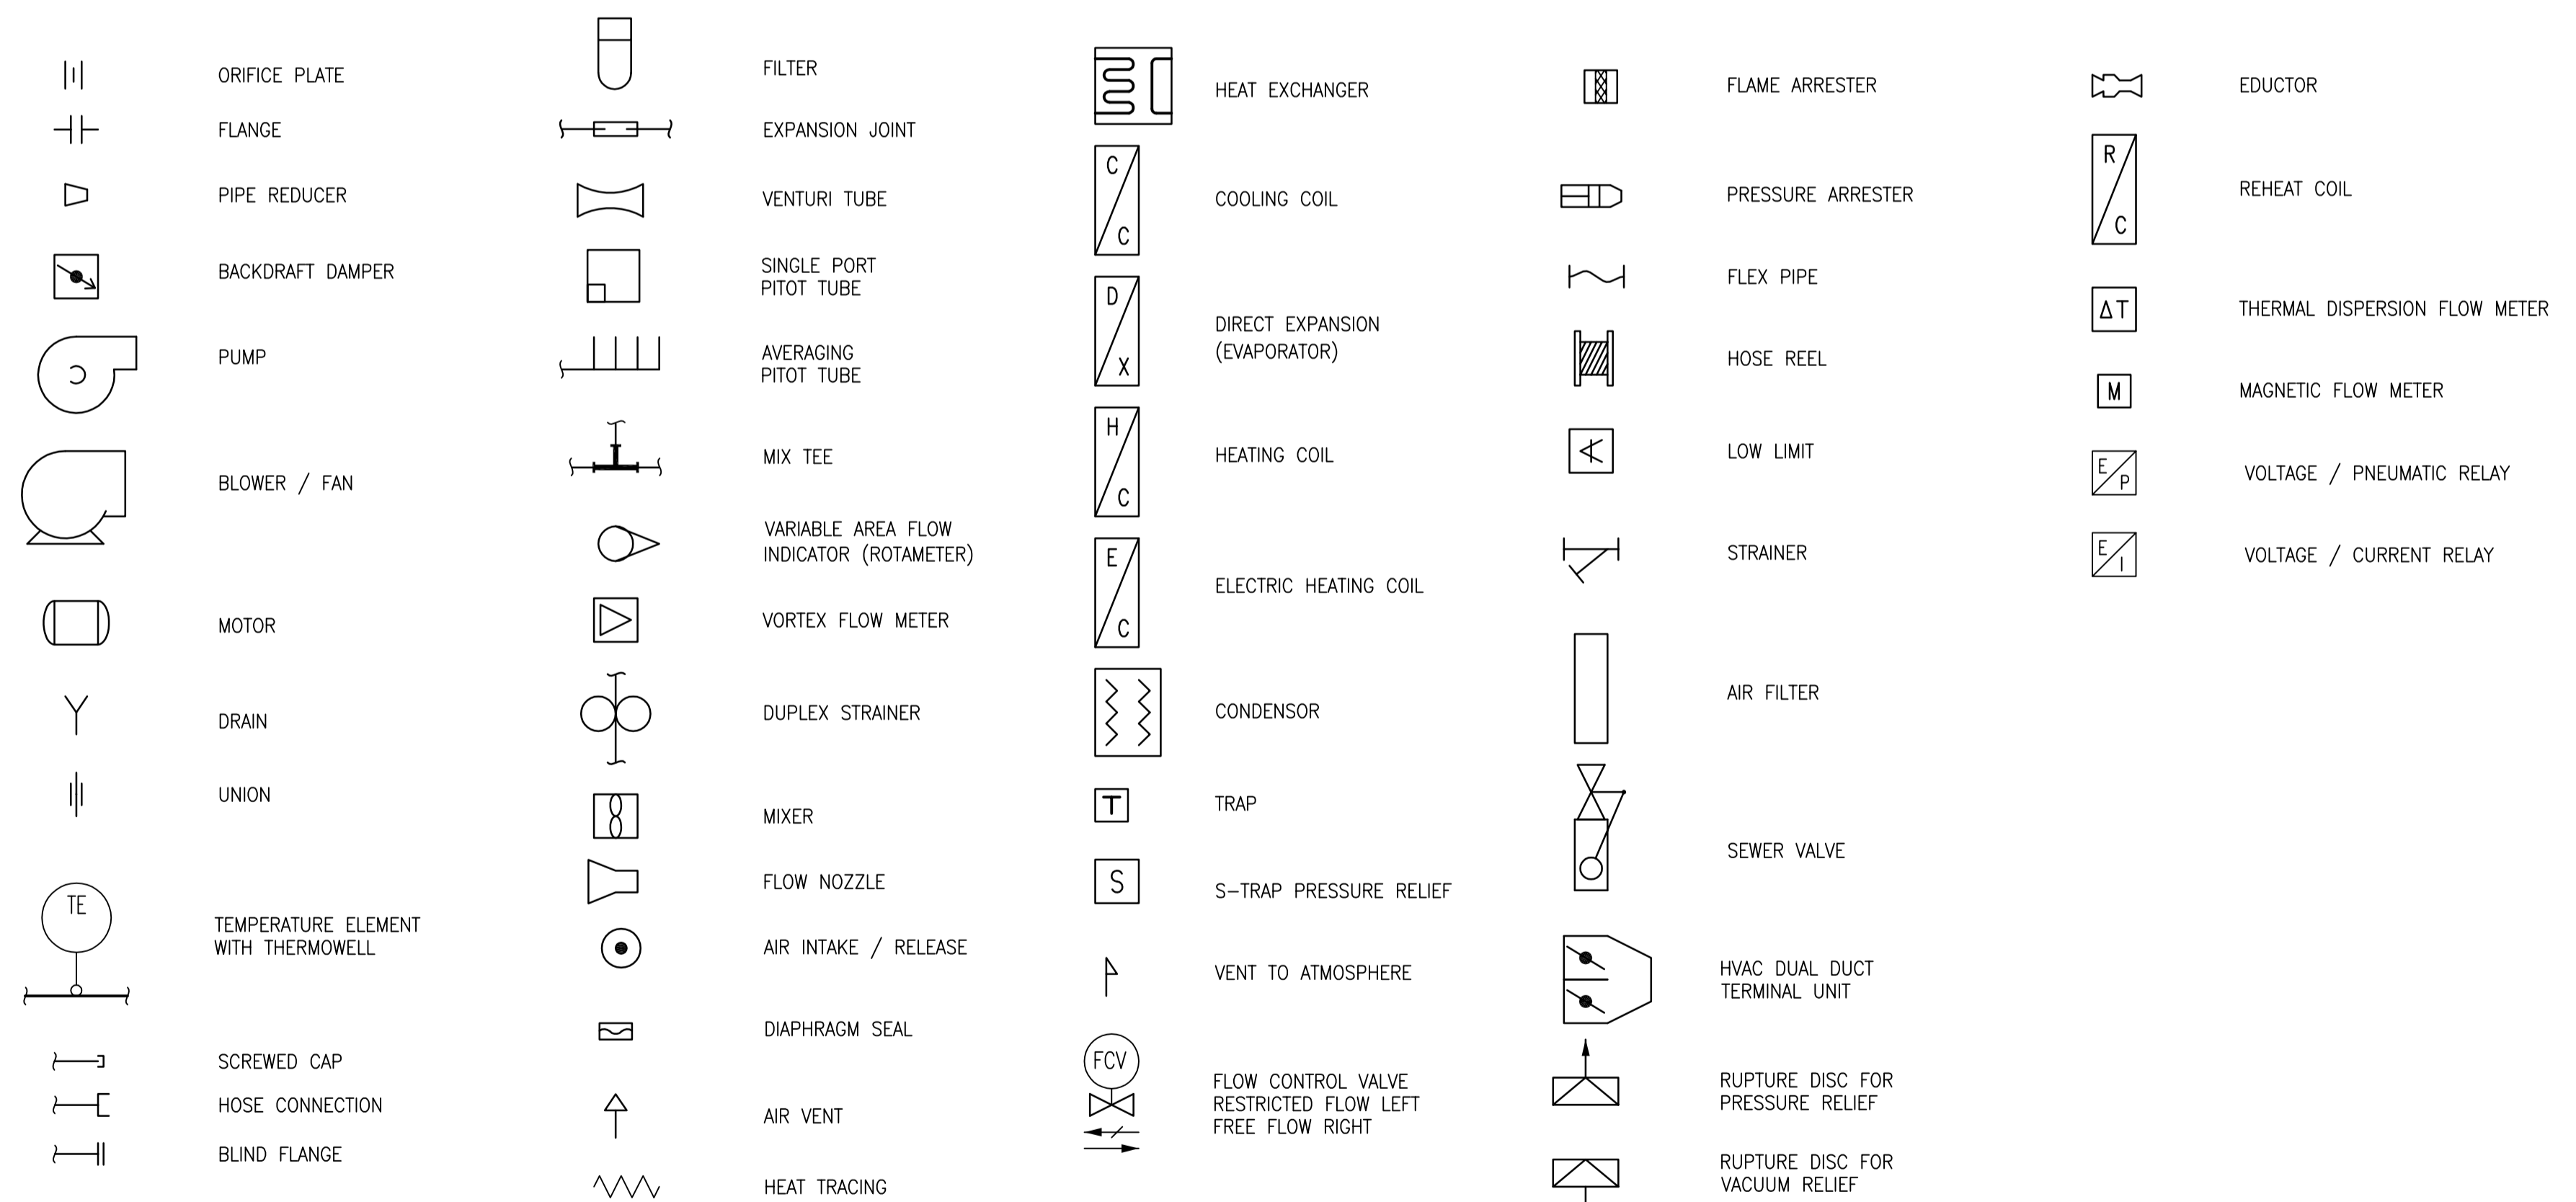 ORIFICE PLATE
FLANGE
PIPE REDUCER
BACKDRAFT DAMPER
PUMP
BLOWER / FAN
MOTOR
DRAIN
UNION
TE
TEMPERATURE ELEMENT
WITH THERMOWELL
SCREWED CAP
HOSE CONNECTION
BLIND FLANGE
FILTER
EXPANSION JOINT
VENTURI TUBE
SINGLE PORT
PITOT TUBE
AVERAGING
PITOT TUBE
MIX TEE
VARIABLE AREA FLOW
INDICATOR (ROTAMETER)
VORTEX FLOW METER
DUPLEX STRAINER
MIXER
FLOW NOZZLE
AIR INTAKE / RELEASE
DIAPHRAGM SEAL
AIR VENT
HEAT TRACING
HEAT EXCHANGER
C
C
COOLING COIL
D
X
DIRECT EXPANSION
(EVAPORATOR)
H
C
HEATING COIL
E
C
ELECTRIC HEATING COIL
CONDENSOR
T
TRAP
S
S-TRAP PRESSURE RELIEF
VENT TO ATMOSPHERE
FCV
FLOW CONTROL VALVE
RESTRICTED FLOW LEFT
FREE FLOW RIGHT
FLAME ARRESTER
PRESSURE ARRESTER
FLEX PIPE
HOSE REEL
LOW LIMIT
STRAINER
AIR FILTER
SEWER VALVE
HVAC DUAL DUCT
TERMINAL UNIT
RUPTURE DISC FOR
PRESSURE RELIEF
RUPTURE DISC FOR
VACUUM RELIEF
EDUCTOR
R
C
REHEAT COIL
ΔT
THERMAL DISPERSION FLOW METER
M
MAGNETIC FLOW METER
E
P
VOLTAGE / PNEUMATIC RELAY
E
I
VOLTAGE / CURRENT RELAY